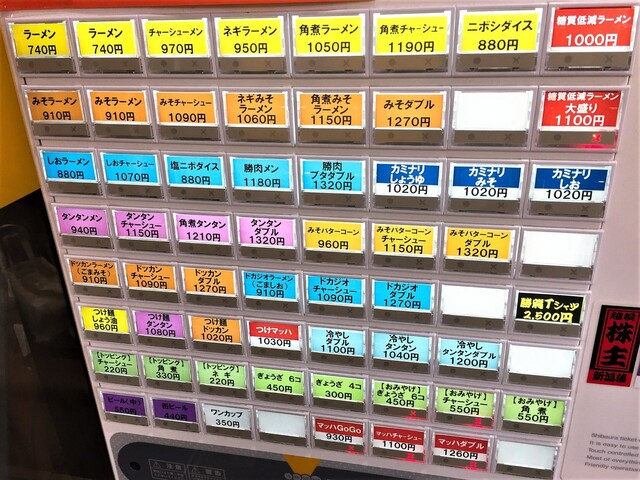 ラーメン
740円
ラーメン
740円
チャーシューメン
970円
ネギラーメン
950円
角煮ラーメン
1050円
角煮チャーシュー
1190円
ニボシダイス
880円
糖質低減ラーメン
1000円
みそラーメン
910円
みそラーメン
910円
みそチャーシュー
1090円
ネギみそ
ラーメン
1060円
角煮みそ
ラーメン
1150円
みそダブル
1270円
糖質低減ラーメン
大盛り
1100円
しおラーメン
880円
しおチャーシュー
1070円
塩ニボダイス
880円
勝肉メン
1180円
勝肉
ブタダブル
1320円
カミナリ
しょうゆ
1020円
カミナリ
みそ
1020円
カミナリ
しお
1020円
タンタンメン
940円
タンタン
チャーシュー
1150円
角煮タンタン
1210円
タンタン
ダブル
1320円
みそバターコーン
960円
みそバターコーン
チャーシュー
1150円
みそバターコーン
ダブル
1320円
ドッカンラーメン
(ごまみそ)
910円
ドッカン
チャーシュー
1090円
ドッカン
ダブル
1270円
ドカジオラーメン
(ごましお)
910円
ドカジオ
チャーシュー
1090円
ドカジオ
ダブル
1270円
勝鬨Tシャツ
2,500円
つけ麺
しょう油
960円
つけ麺
タンタン
1080円
つけ麺
ドッカン
1020円
つけマッハ
1030円
冷やし
ダブル
1100円
冷やし
タンタン
1040円
冷やし
タンタンダブル
1200円
【トッピング】
チャーシュー
220円
【トッピング】
角煮
330円
【トッピング】
ネギ
220円
ぎょうざ 6コ
450円
ぎょうざ 4コ
300円
【おみやげ】
ぎょうざ 6コ
450円
【おみやげ】
チャーシュー
550円
【おみやげ】
角煮
550円
ビール(中)
550円
缶ビール
440円
ワンカップ
350円
マッハGoGo
930円
マッハチャーシュー
1100円
マッハダブル
1260円
株主